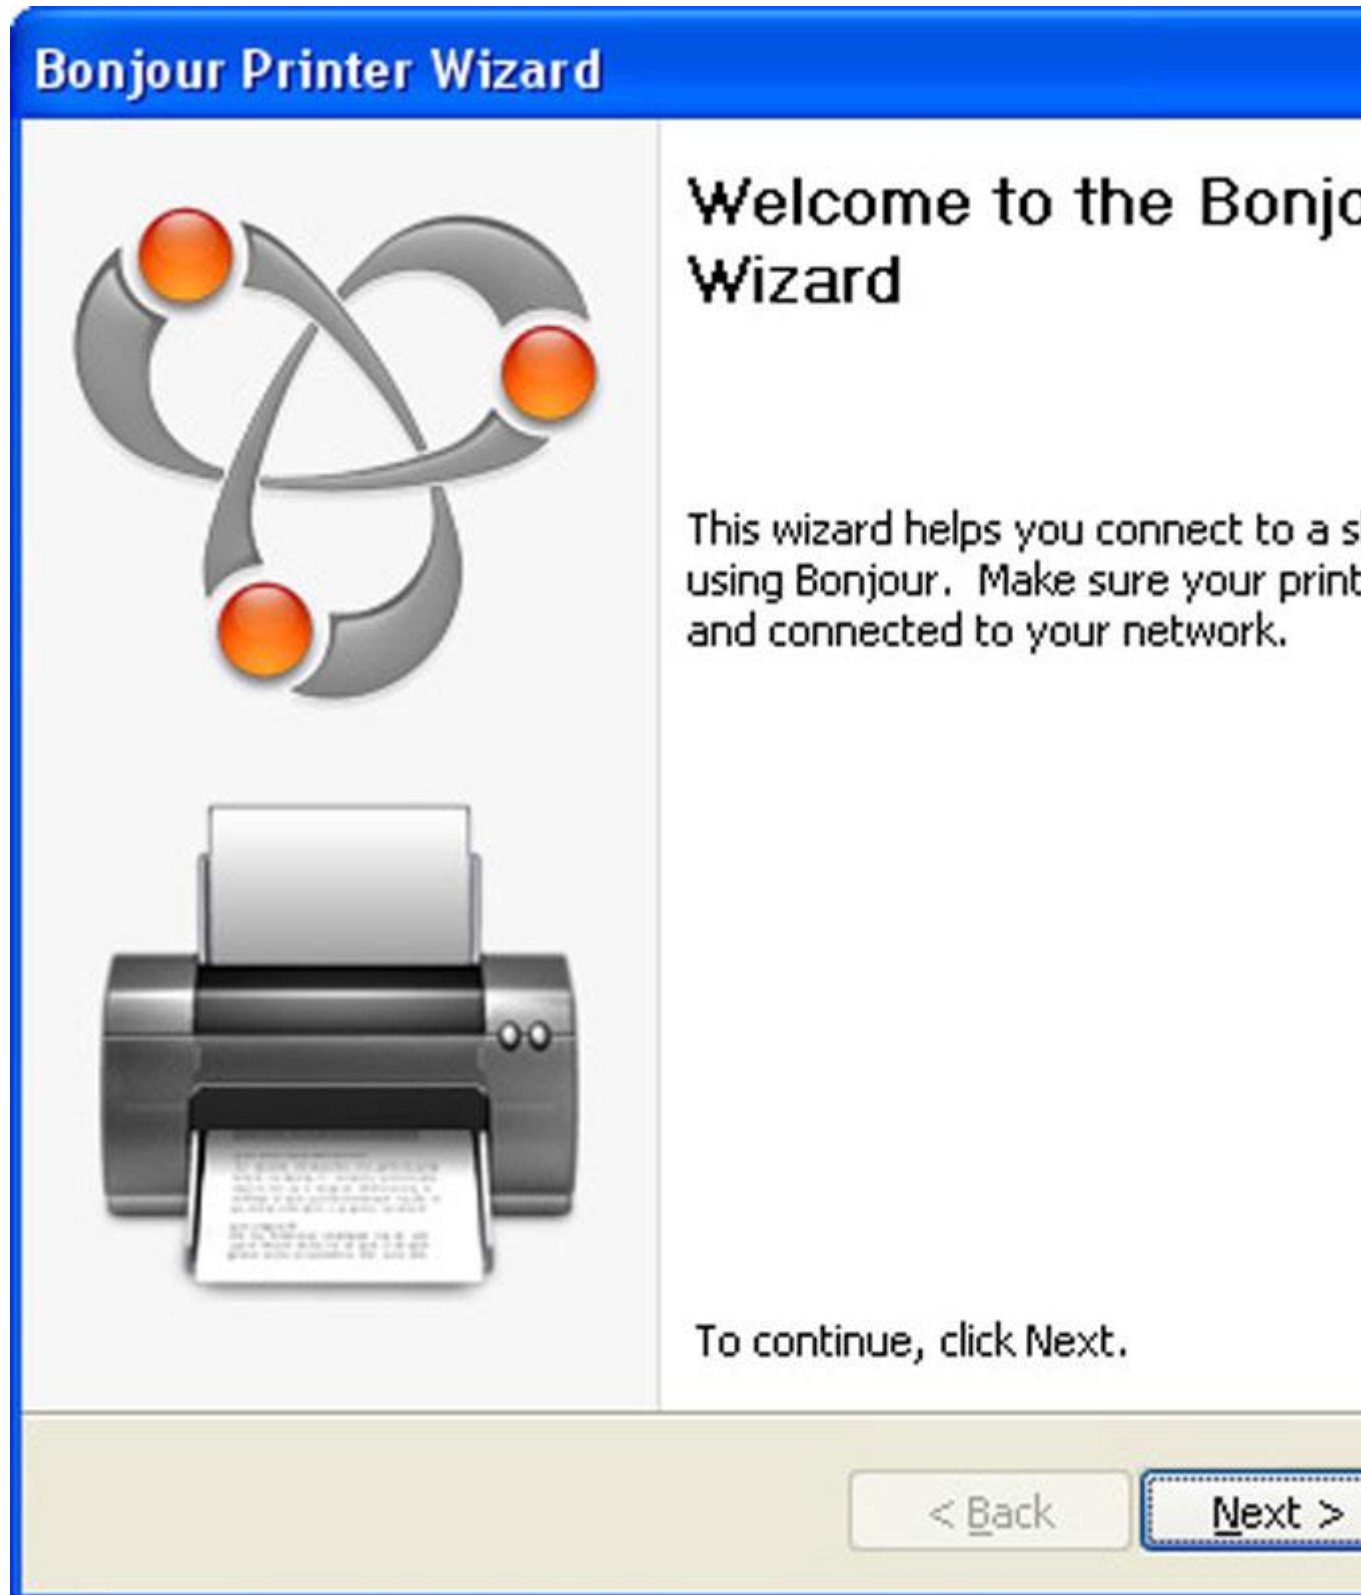 Bonjour Printer Wizard
Welcome to the Bonjo
Wizard
This wizard helps you connect to a s
using Bonjour.  Make sure your print
and connected to your network.
To continue, click Next.
< Back
Next >